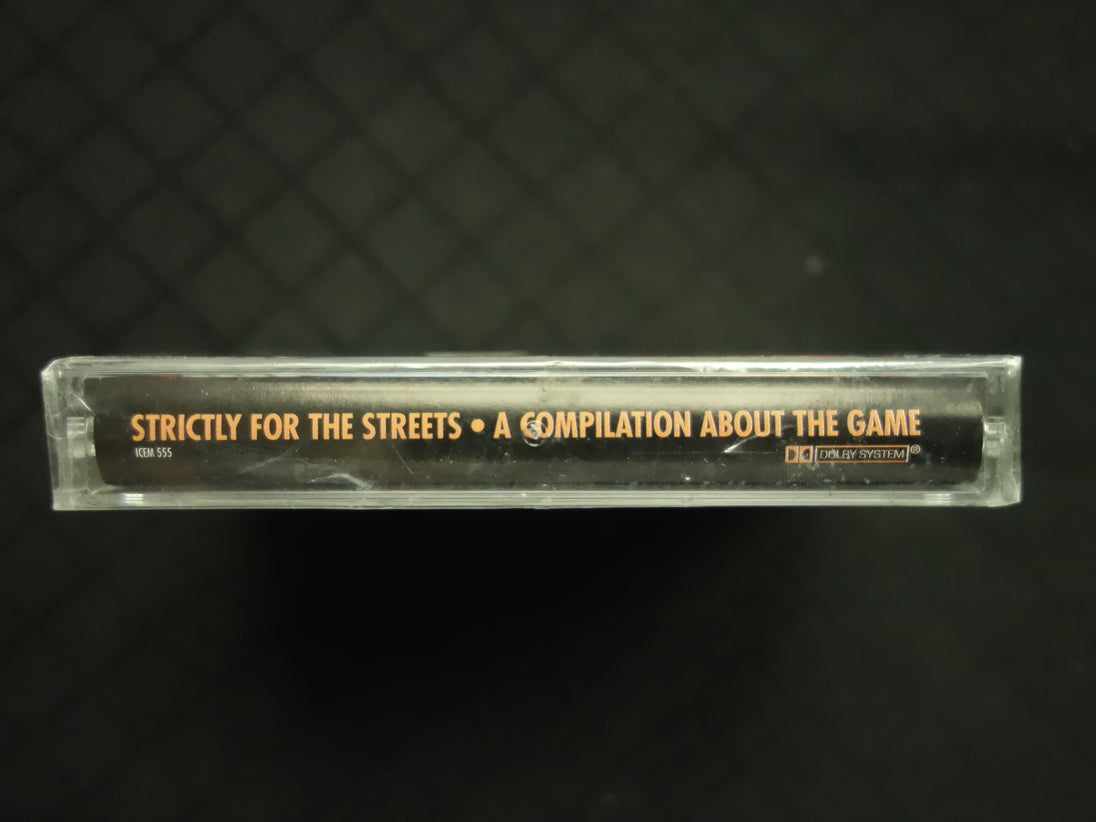 STRICTLY FOR THE STREETS • A COMPILATION ABOUT THE GAME
ICEM 555
DOLBY SYSTEM ®